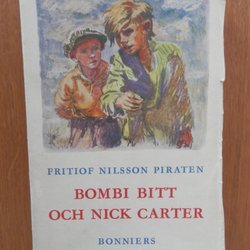 FRITIOF NILSSON PIRATEN
BOMBI BITT
OCH NICK CARTER
BONNIERS